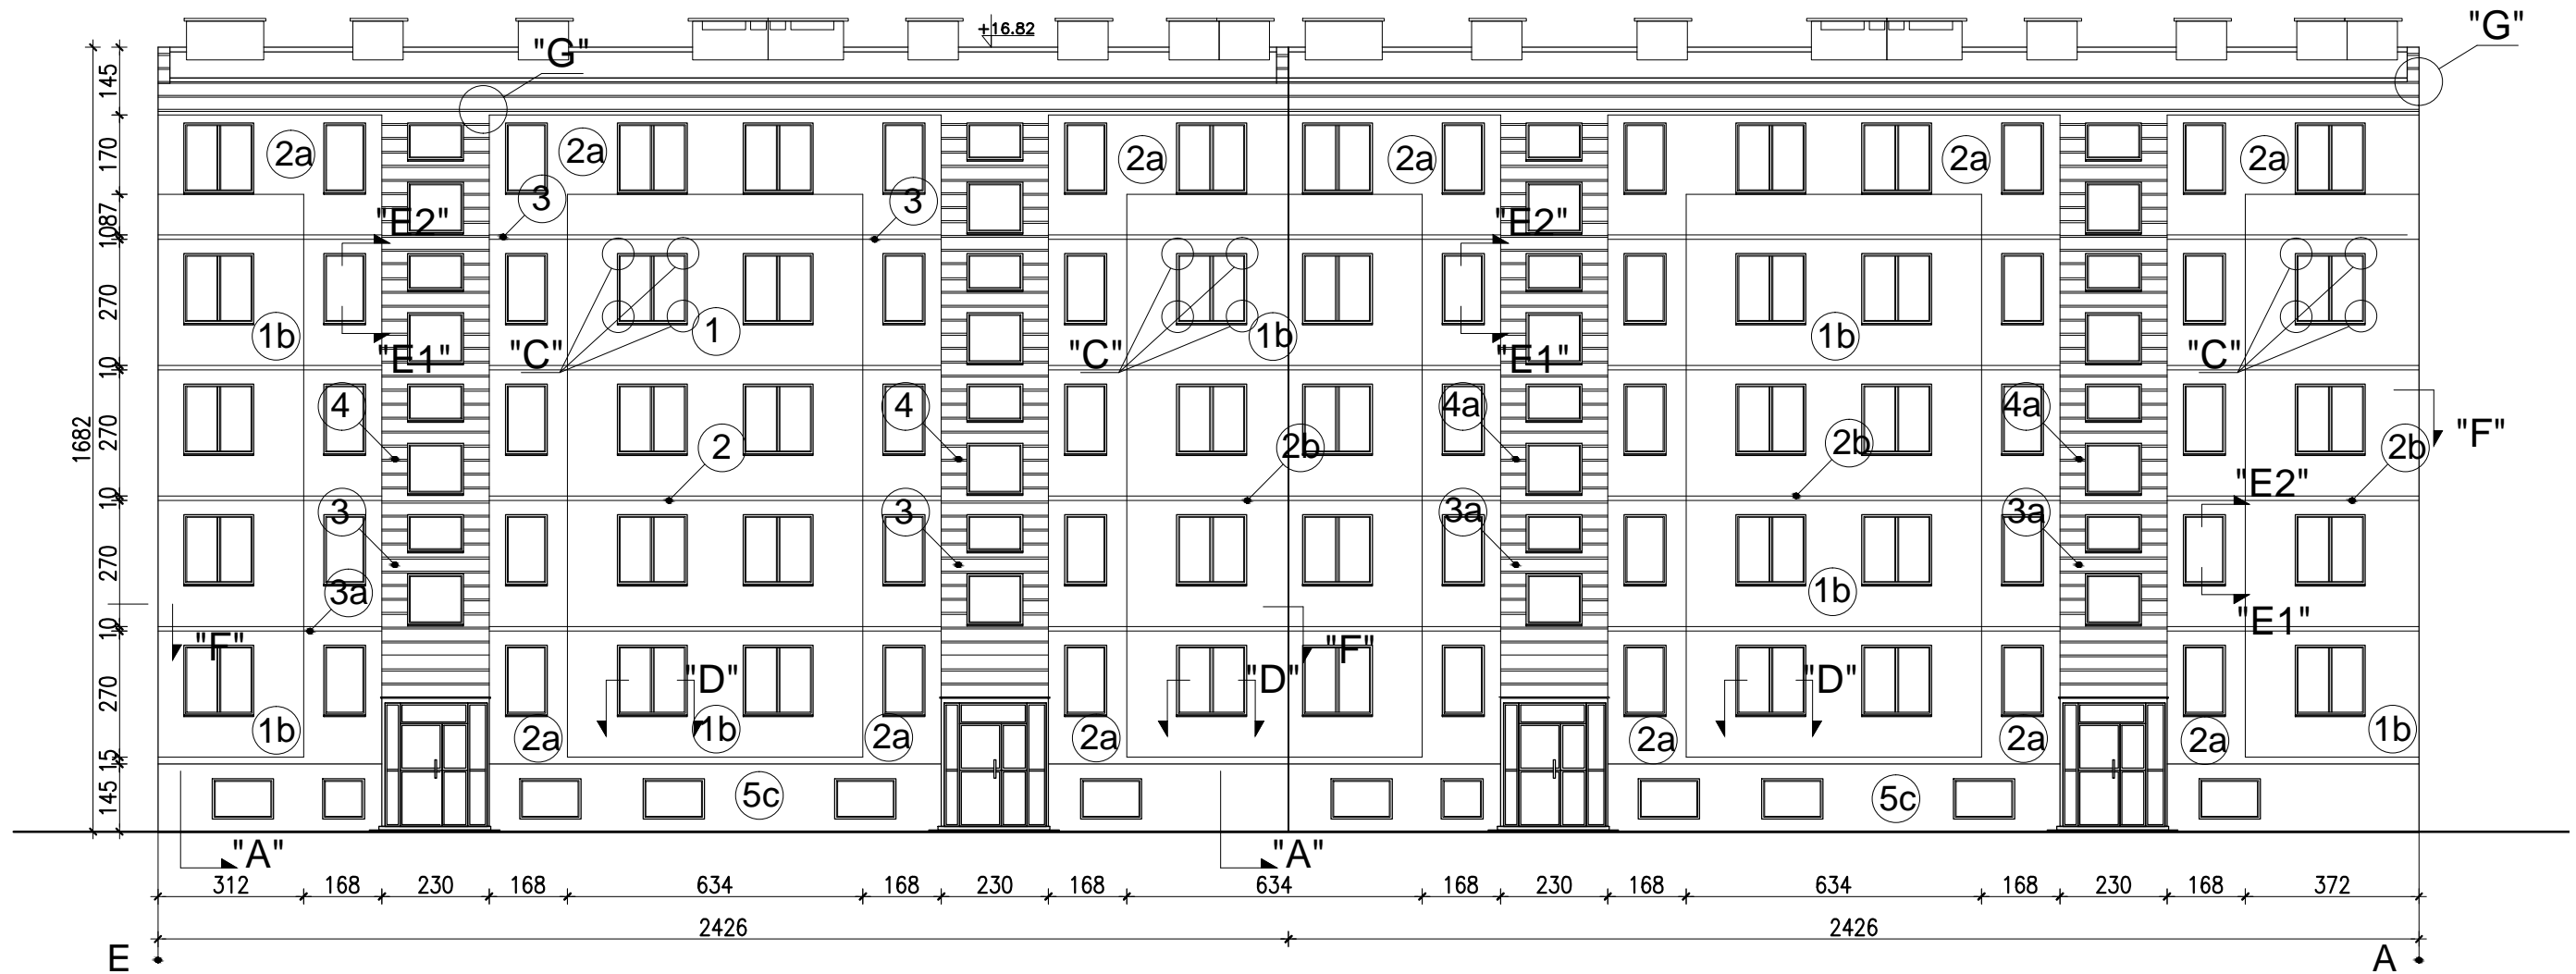 +16.82
"G"
"G"
145
2a
2a
2a
2a
2a
2a
170
3
3
"E2"
"E2"
87
10
270
1b
1
1b
1b
"C"
"C"
"C"
"E1"
"E1"
10
4
4
4a
4a
270
1682
2
2b
2b
2b
"F"
"E2"
10
3
3
3a
3a
270
3a
1b
"E1"
10
"F"
"F"
"D"
"D"
"D"
270
1b
1b
1b
2a
2a
2a
2a
2a
2a
15
145
5c
5c
"A"
"A"
312 168 230 168 634 168 230 168 634 168 230 168 634 168 230 168 372
2426 2426
E A